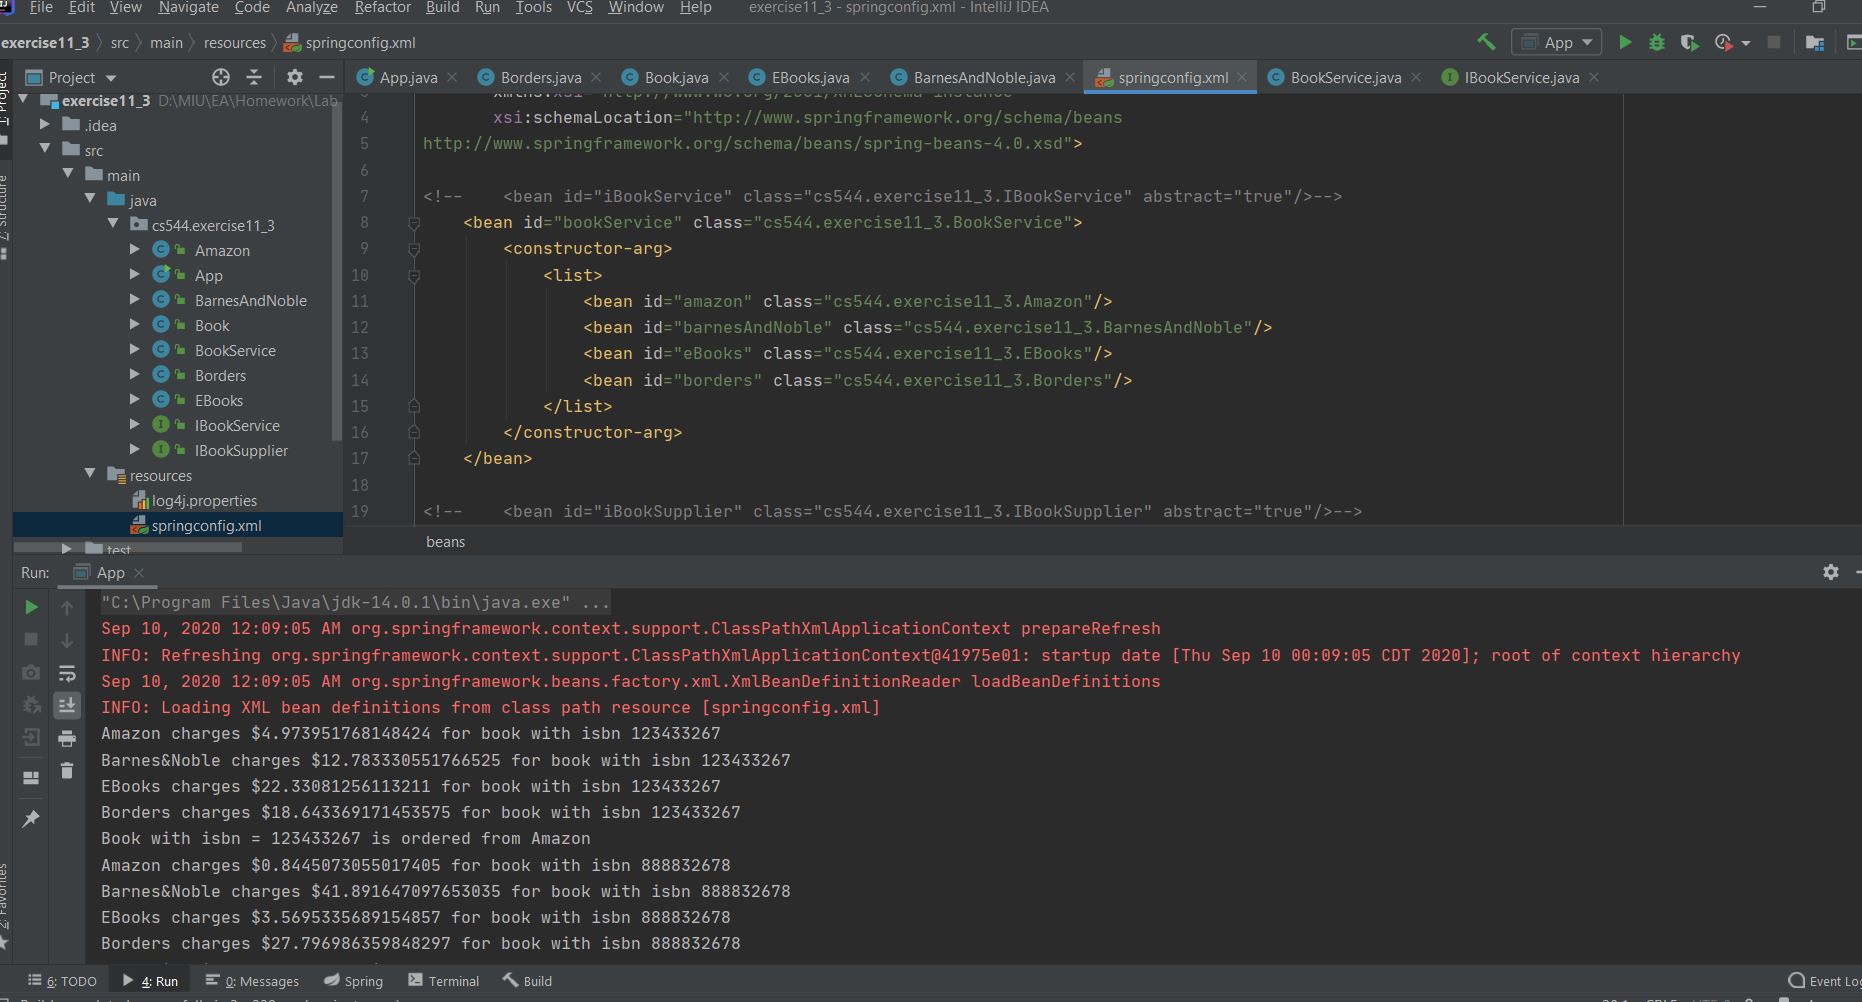 File Edit View Navigate Code Analyze Refactor Build Run Tools VCS Window Help exercise11_3 - springconfig.xml - IntelliJ IDEA
exercise11_3 src main resources springconfig.xml App
Project App.java Borders.java Book.java EBooks.java BarnesAndNoble.java springconfig.xml BookService.java IBookService.java
exercise11_3 D:\MIU\EA\Homework\Lab
.idea
src
main
java
cs544.exercise11_3
Amazon
App
BarnesAndNoble
Book
BookService
Borders
EBooks
IBookService
IBookSupplier
resources
log4j.properties
springconfig.xml
test
1: Project
7: Structure
2: Favorites
3 xmlns:xsi="http://www.w3.org/2001/XMLSchema-instance"
4 xsi:schemaLocation="http://www.springframework.org/schema/beans
5 http://www.springframework.org/schema/beans/spring-beans-4.0.xsd">
6
7 <!-- <bean id="iBookService" class="cs544.exercise11_3.IBookService" abstract="true"/>-->
8 <bean id="bookService" class="cs544.exercise11_3.BookService">
9 <constructor-arg>
10 <list>
11 <bean id="amazon" class="cs544.exercise11_3.Amazon"/>
12 <bean id="barnesAndNoble" class="cs544.exercise11_3.BarnesAndNoble"/>
13 <bean id="eBooks" class="cs544.exercise11_3.EBooks"/>
14 <bean id="borders" class="cs544.exercise11_3.Borders"/>
15 </list>
16 </constructor-arg>
17 </bean>
18
19 <!-- <bean id="iBookSupplier" class="cs544.exercise11_3.IBookSupplier" abstract="true"/>-->
beans
Run: App
"C:\Program Files\Java\jdk-14.0.1\bin\java.exe" ...
Sep 10, 2020 12:09:05 AM org.springframework.context.support.ClassPathXmlApplicationContext prepareRefresh
INFO: Refreshing org.springframework.context.support.ClassPathXmlApplicationContext@41975e01: startup date [Thu Sep 10 00:09:05 CDT 2020]; root of context hierarchy
Sep 10, 2020 12:09:05 AM org.springframework.beans.factory.xml.XmlBeanDefinitionReader loadBeanDefinitions
INFO: Loading XML bean definitions from class path resource [springconfig.xml]
Amazon charges $4.973951768148424 for book with isbn 123433267
Barnes&Noble charges $12.783330551766525 for book with isbn 123433267
EBooks charges $22.33081256113211 for book with isbn 123433267
Borders charges $18.643369171453575 for book with isbn 123433267
Book with isbn = 123433267 is ordered from Amazon
Amazon charges $0.8445073055017405 for book with isbn 888832678
Barnes&Noble charges $41.891647097653035 for book with isbn 888832678
EBooks charges $3.5695335689154857 for book with isbn 888832678
Borders charges $27.796986359848297 for book with isbn 888832678
6: TODO 4: Run 0: Messages Spring Terminal Build Event Log